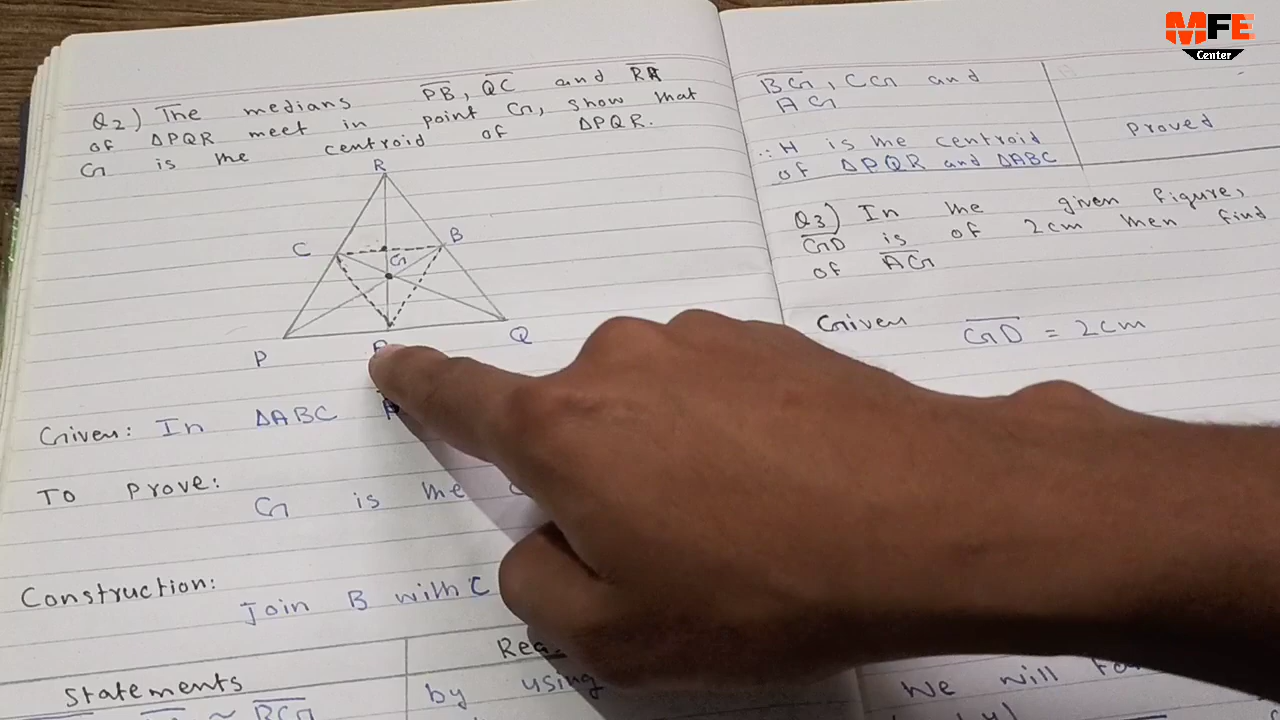 Q2) The medians PB, QC and RA
of ΔPQR meet in point G, show that
G is the centroid of ΔPQR.
R
C
B
G
P
Q
Given: In ΔABC
To prove:
G is the
Construction:
Join B with C
Statements
by using
BG, CG and
AG
Proved
∴ H is the centroid
of ΔPQR and ΔABC
Q3) In the given figure,
GD is of 2cm then find
of AG
Given GD = 2cm
We will
MFE
Center